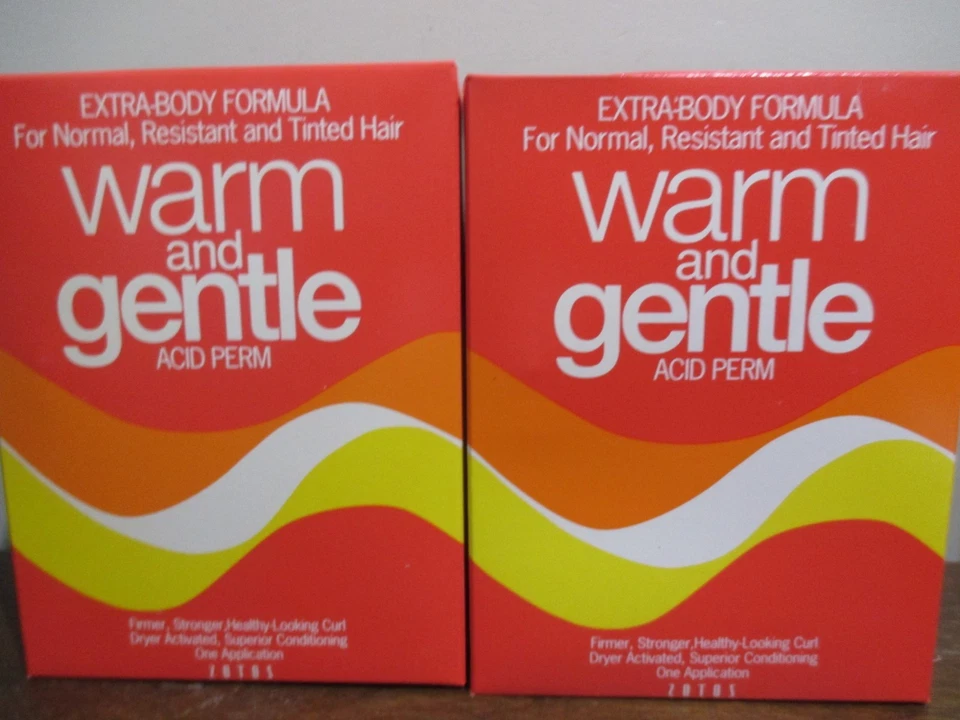 EXTRA-BODY FORMULA
For Normal, Resistant and Tinted Hair
warm
and
gentle
ACID PERM
Firmer, Stronger, Healthy-Looking Curl
Dryer Activated, Superior Conditioning
One Application
ZOTOS
EXTRA-BODY FORMULA
For Normal, Resistant and Tinted Hair
warm
and
gentle
ACID PERM
Firmer, Stronger, Healthy-Looking Curl
Dryer Activated, Superior Conditioning
One Application
ZOTOS